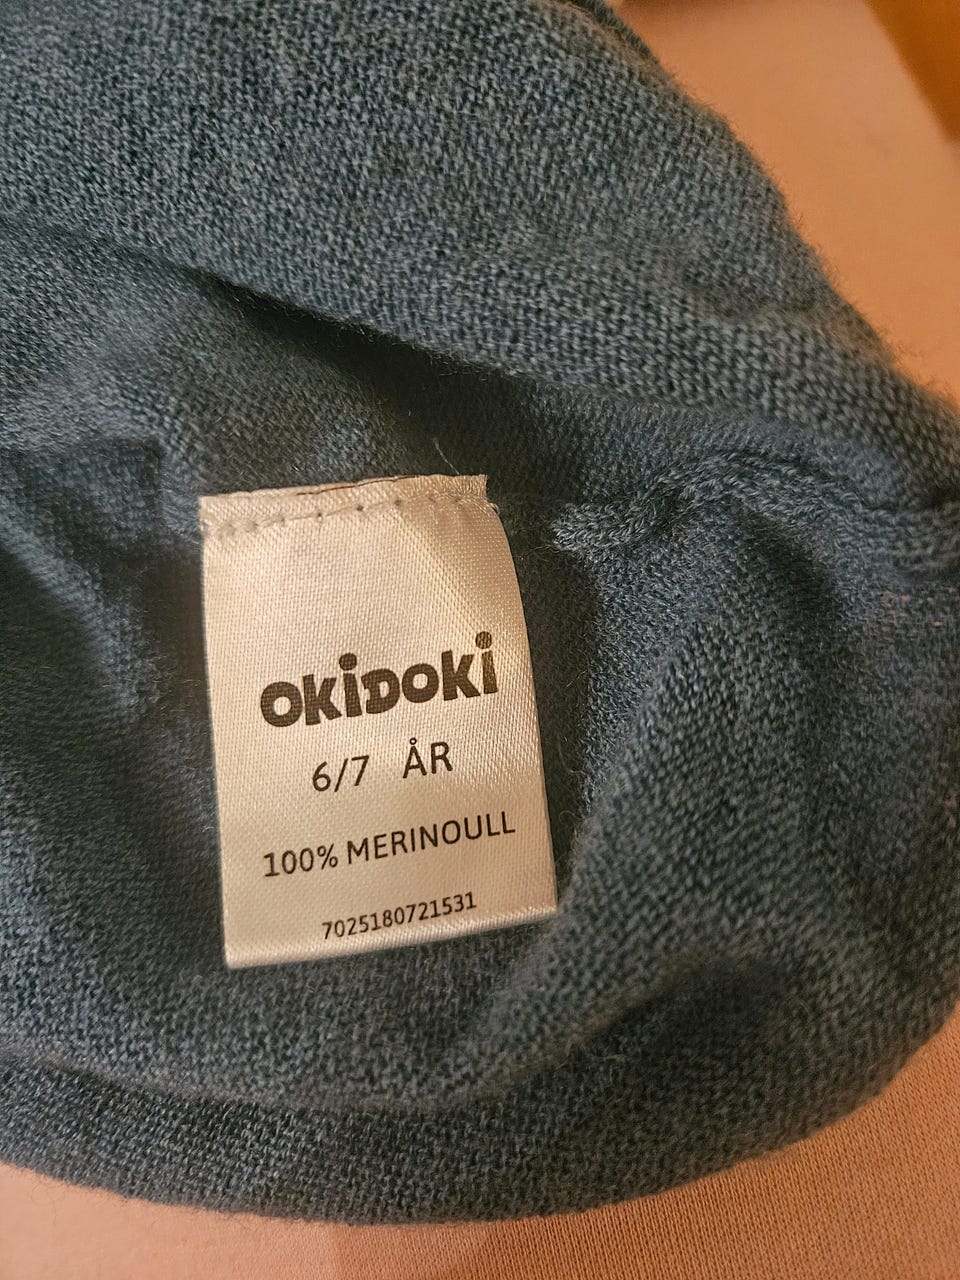 OKIDOKI
6/7 ÅR
100% MERINOULL
7025180721531